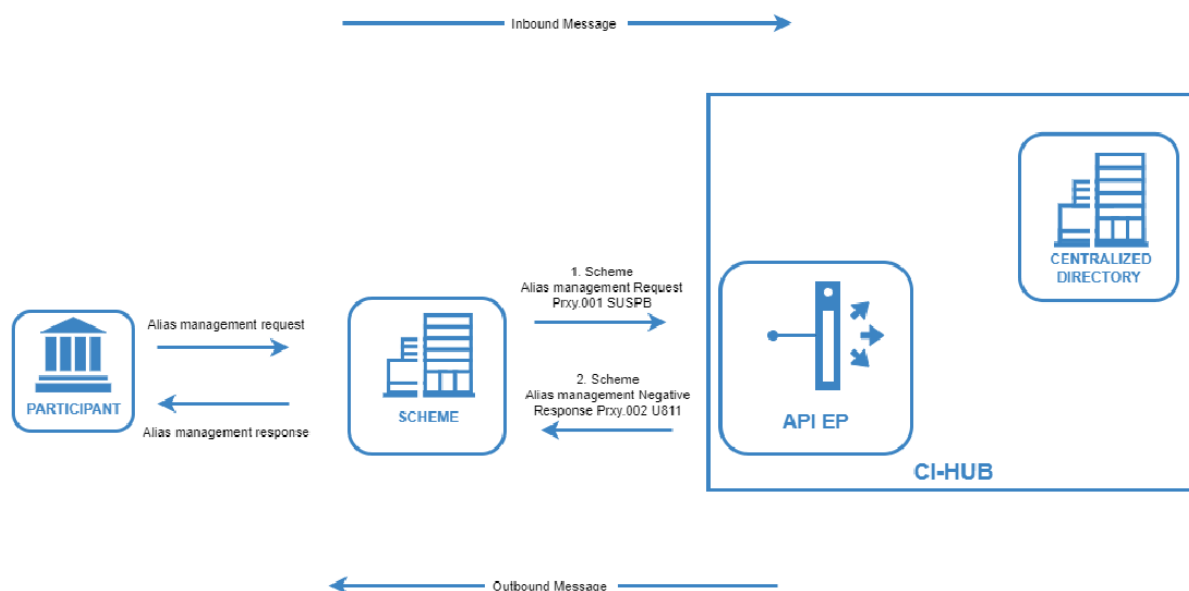 Inbound Message
CENTRALIZED
DIRECTORY
1. Scheme
Alias management Request
Prxy.001 SUSPB
Alias management request
2. Scheme
Alias management Negative
Response Prxy.002 U811
PARTICIPANT
SCHEME
API EP
Alias management response
CI-HUB
Outbound Message